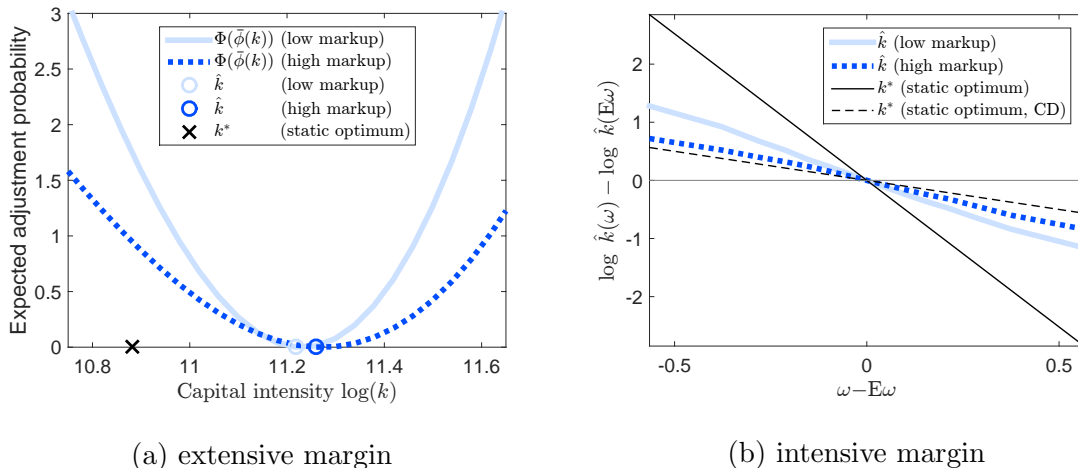 Expected adjustment probability
3
2.5
2
1.5
1
0.5
0
Φ(ϕ̄(k)) (low markup)
Φ(ϕ̄(k)) (high markup)
k̂ (low markup)
k̂ (high markup)
k* (static optimum)
10.8 11 11.2 11.4 11.6
Capital intensity log(k)
(a) extensive margin
log k̂(ω) − log k̂(Eω)
2
1
0
-1
-2
k̂ (low markup)
k̂ (high markup)
k* (static optimum)
k* (static optimum, CD)
-0.5 0 0.5
ω−Eω
(b) intensive margin